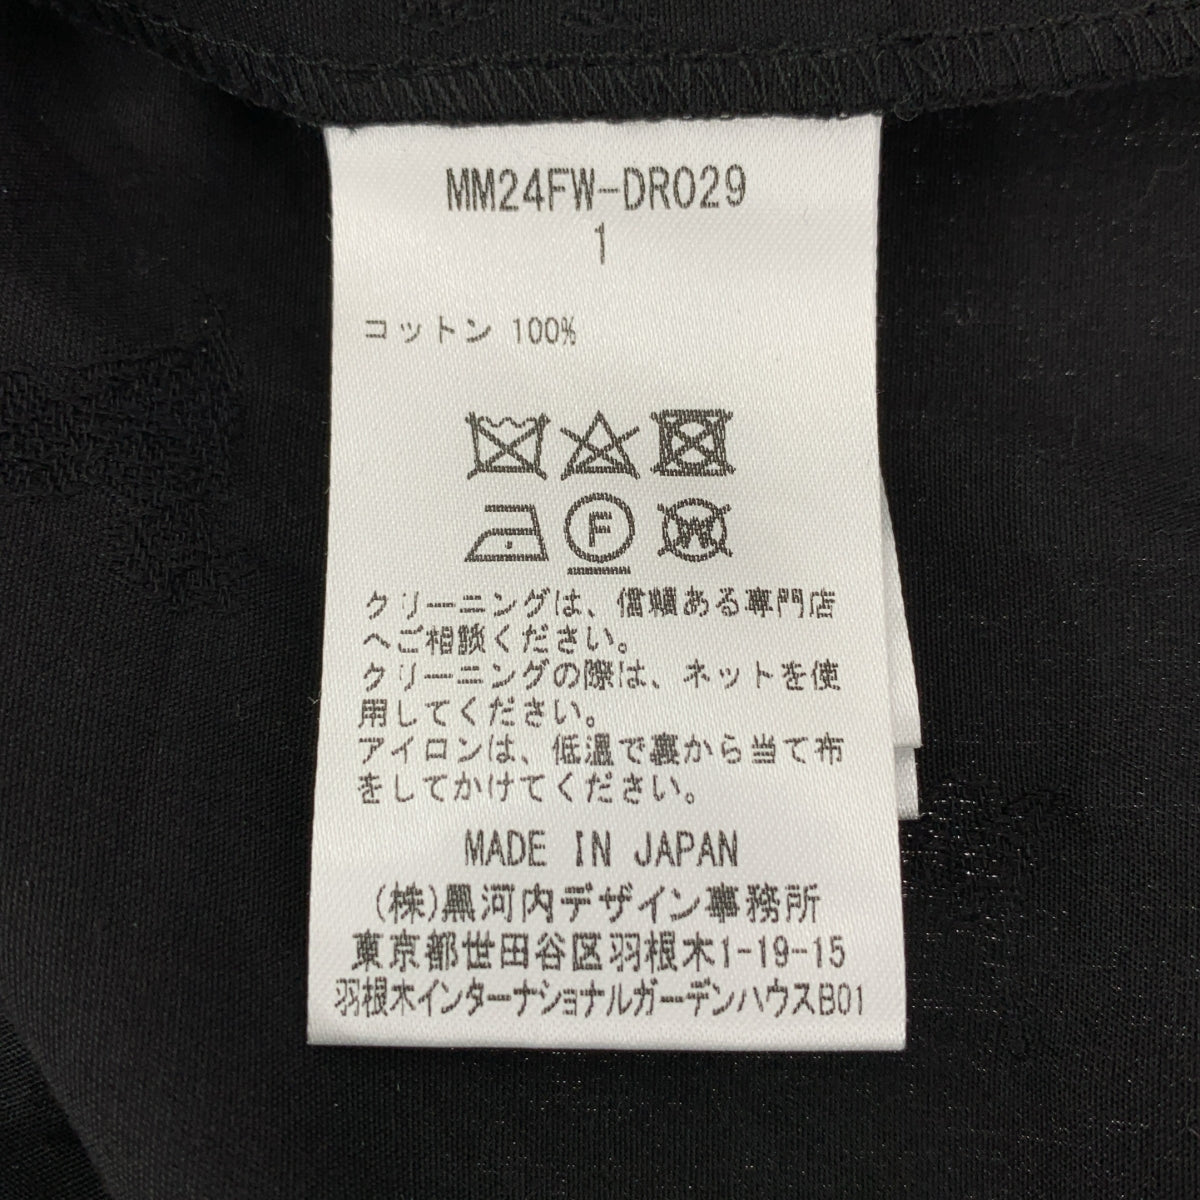 MM24FW-DR029
1
コットン 100%
F
W
クリーニングは、信頼ある専門店
へご相談ください。
クリーニングの際は、ネットを使
用してください。
アイロンは、低温で裏から当て布
をしてかけてください。
MADE IN JAPAN
(株)黒河内デザイン事務所
東京都世田谷区羽根木1-19-15
羽根木インターナショナルガーデンハウスB01